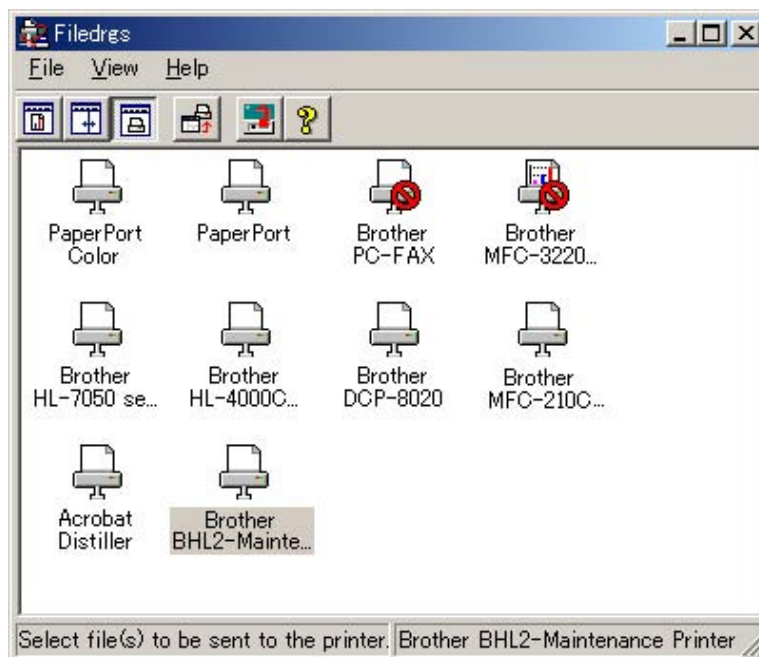 Filedrgs
File View Help
PaperPort Color
PaperPort
Brother PC-FAX
Brother MFC-3220...
Brother HL-7050 se...
Brother HL-4000C...
Brother DCP-8020
Brother MFC-210C...
Acrobat Distiller
Brother BHL2-Mainte...
Select file(s) to be sent to the printer. Brother BHL2-Maintenance Printer